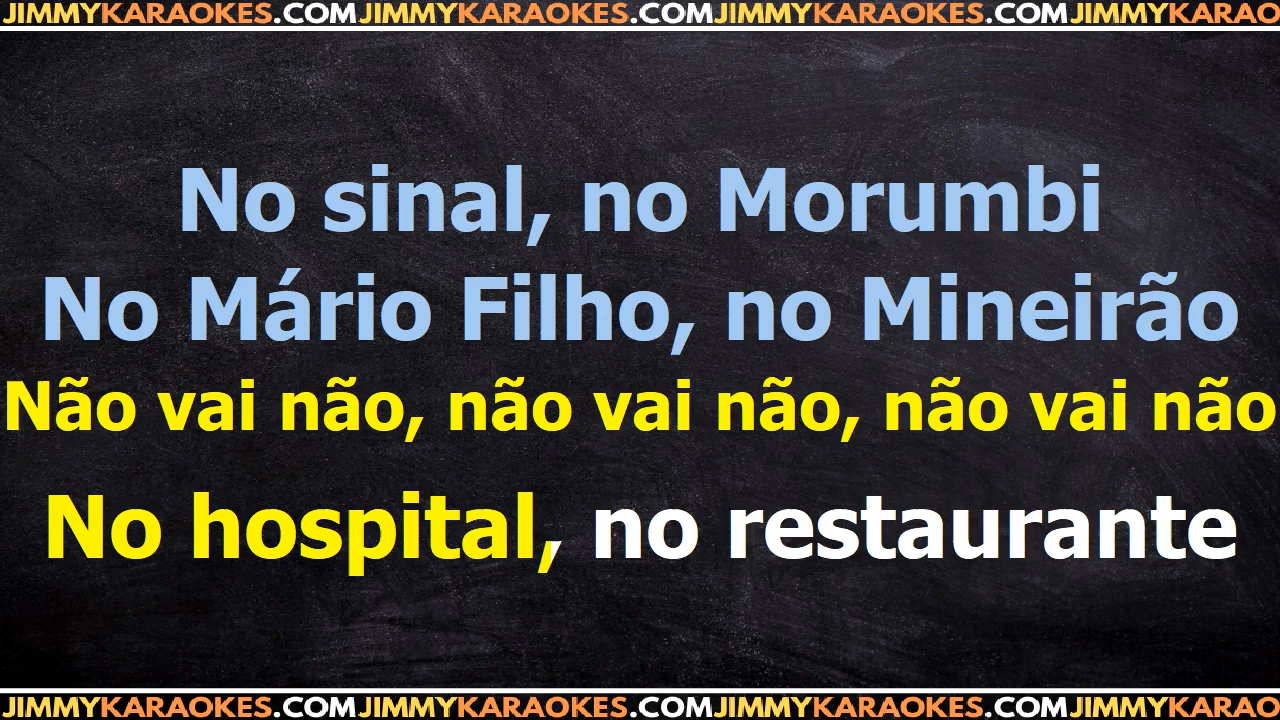 JIMMYKARAOKES.COMJIMMYKARAOKES.COMJIMMYKARAOKES.COMJIMMYKARAO
No sinal, no Morumbi
No Mário Filho, no Mineirão
Não vai não, não vai não, não vai não
No hospital, no restaurante
JIMMYKARAOKES.COMJIMMYKARAOKES.COMJIMMYKARAOKES.COMJIMMYKARAO